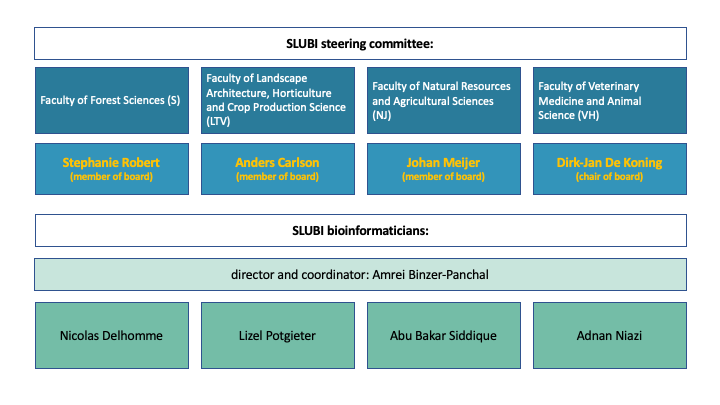 SLUBI steering committee:
Faculty of Forest Sciences (S)
Faculty of Landscape
Architecture, Horticulture
and Crop Production Science
(LTV)
Faculty of Natural Resources
and Agricultural Sciences
(NJ)
Faculty of Veterinary
Medicine and Animal
Science (VH)
Stephanie Robert
(member of board)
Anders Carlson
(member of board)
Johan Meijer
(member of board)
Dirk-Jan De Koning
(chair of board)
SLUBI bioinformaticians:
director and coordinator: Amrei Binzer-Panchal
Nicolas Delhomme
Lizel Potgieter
Abu Bakar Siddique
Adnan Niazi